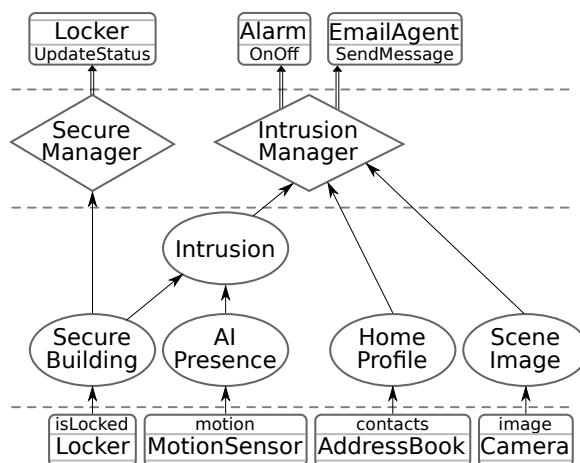 Locker
UpdateStatus
Alarm
OnOff
EmailAgent
SendMessage
Secure
Manager
Intrusion
Manager
Intrusion
Secure
Building
AI
Presence
Home
Profile
Scene
Image
isLocked
Locker
motion
MotionSensor
contacts
AddressBook
image
Camera